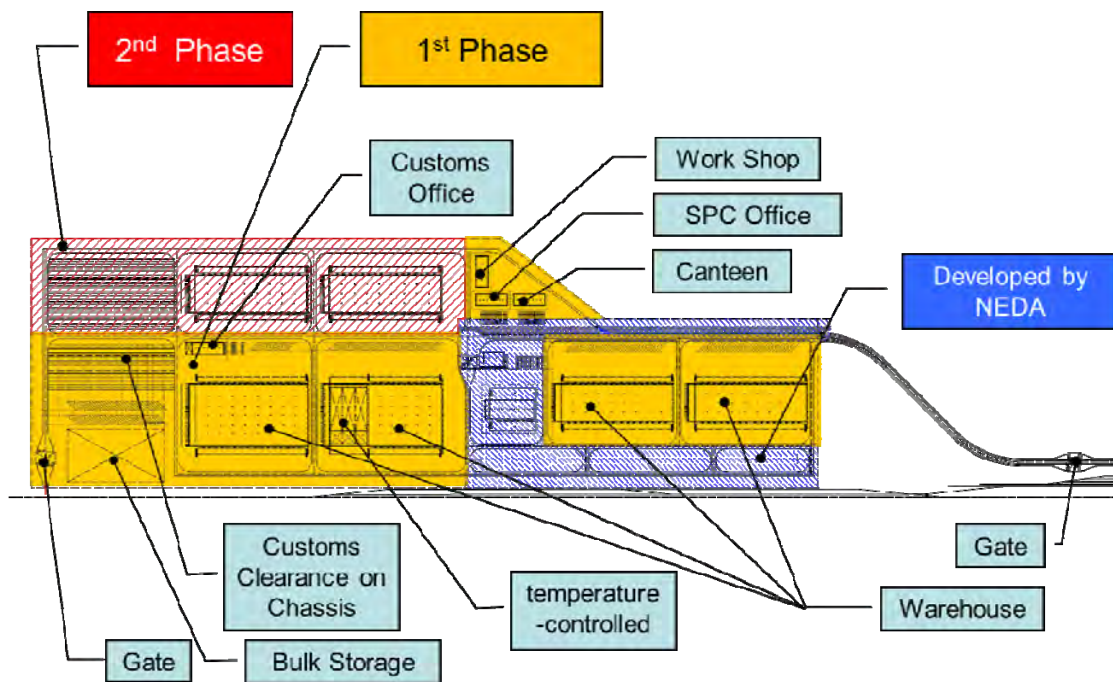 2nd Phase
1st Phase
Customs
Office
Work Shop
SPC Office
Canteen
Developed by
NEDA
Customs
Clearance on
Chassis
temperature
-controlled
Warehouse
Gate
Gate
Bulk Storage